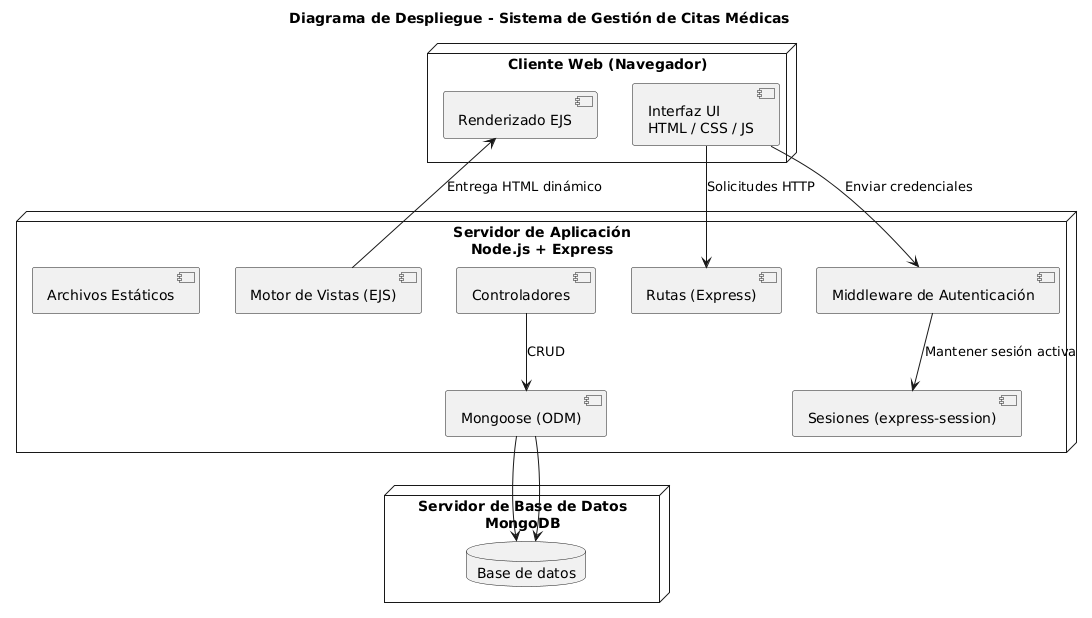 Diagrama de Despliegue - Sistema de Gestión de Citas Médicas
Cliente Web (Navegador)
Renderizado EJS
Interfaz UI
HTML / CSS / JS
Entrega HTML dinámico
Solicitudes HTTP
Enviar credenciales
Servidor de Aplicación
Node.js + Express
Archivos Estáticos
Motor de Vistas (EJS)
Controladores
Rutas (Express)
Middleware de Autenticación
CRUD
Mantener sesión activa
Mongoose (ODM)
Sesiones (express-session)
Servidor de Base de Datos
MongoDB
Base de datos